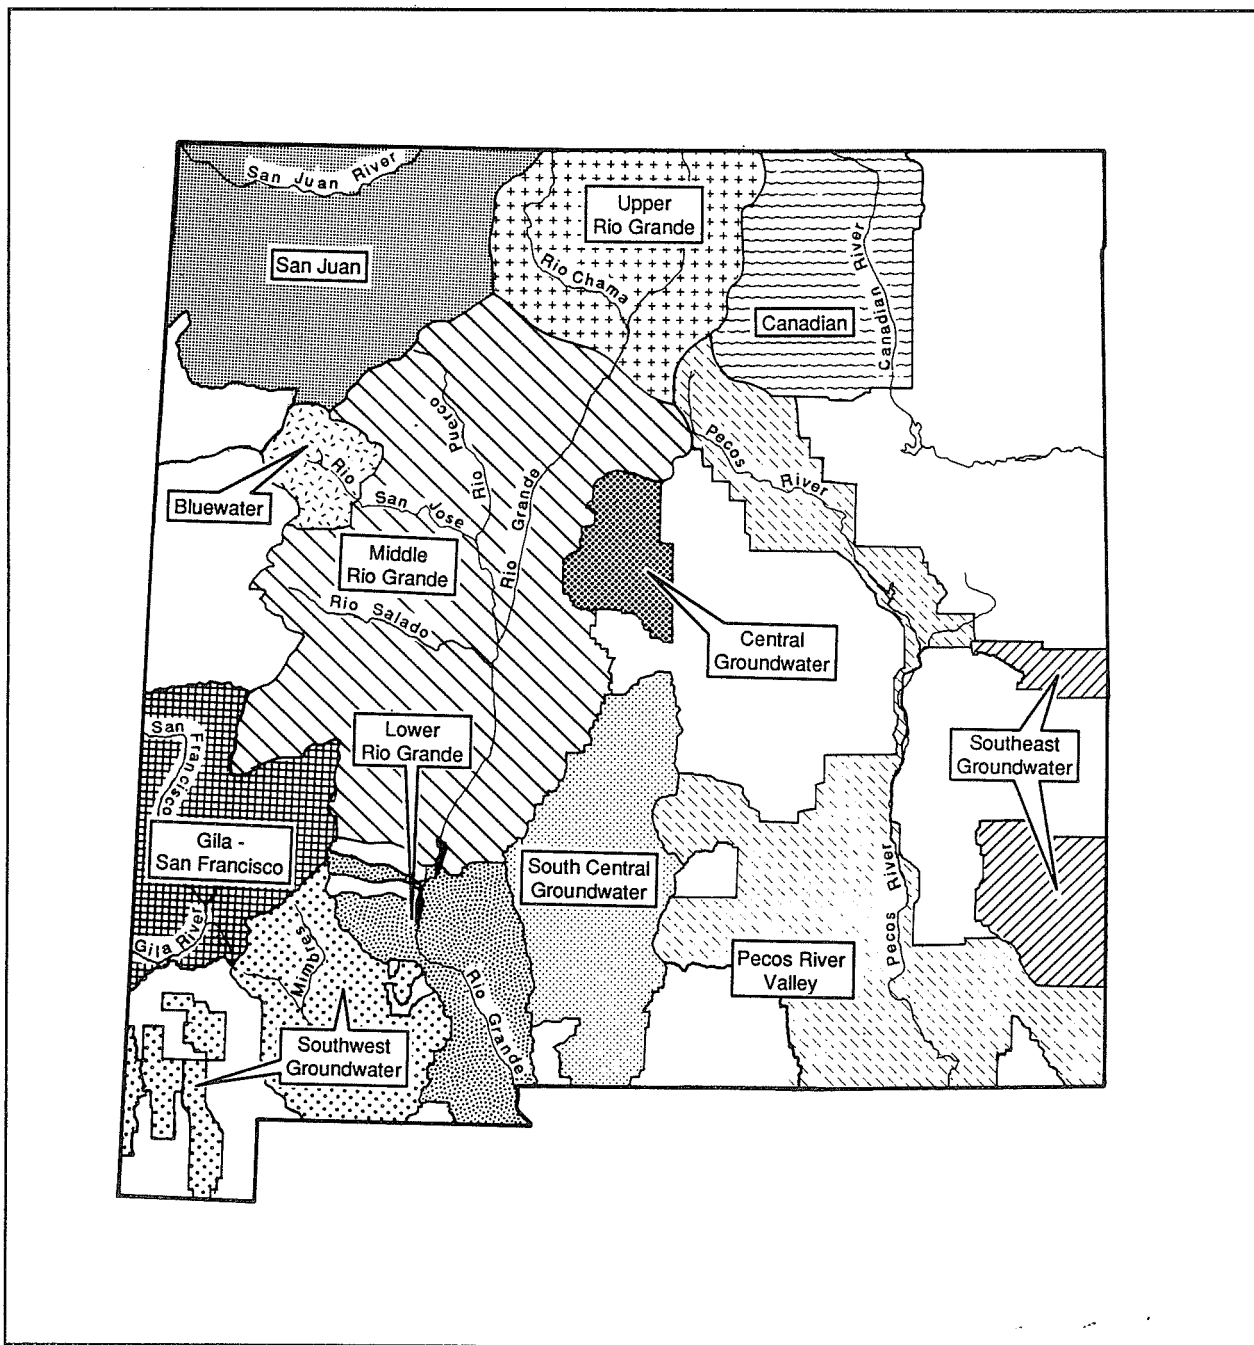 San Juan River
Upper
Rio Grande
San Juan
Rio Chama
Canadian River
Canadian
Rio Puerco
Pecos River
Rio Grande
Bluewater
Rio San Jose
Middle
Rio Grande
Rio Salado
Central
Groundwater
San Francisco
Lower
Rio Grande
Southeast
Groundwater
Gila -
San Francisco
South Central
Groundwater
Pecos River
Gila River
Mimbres
Rio Grande
Pecos River
Valley
Southwest
Groundwater